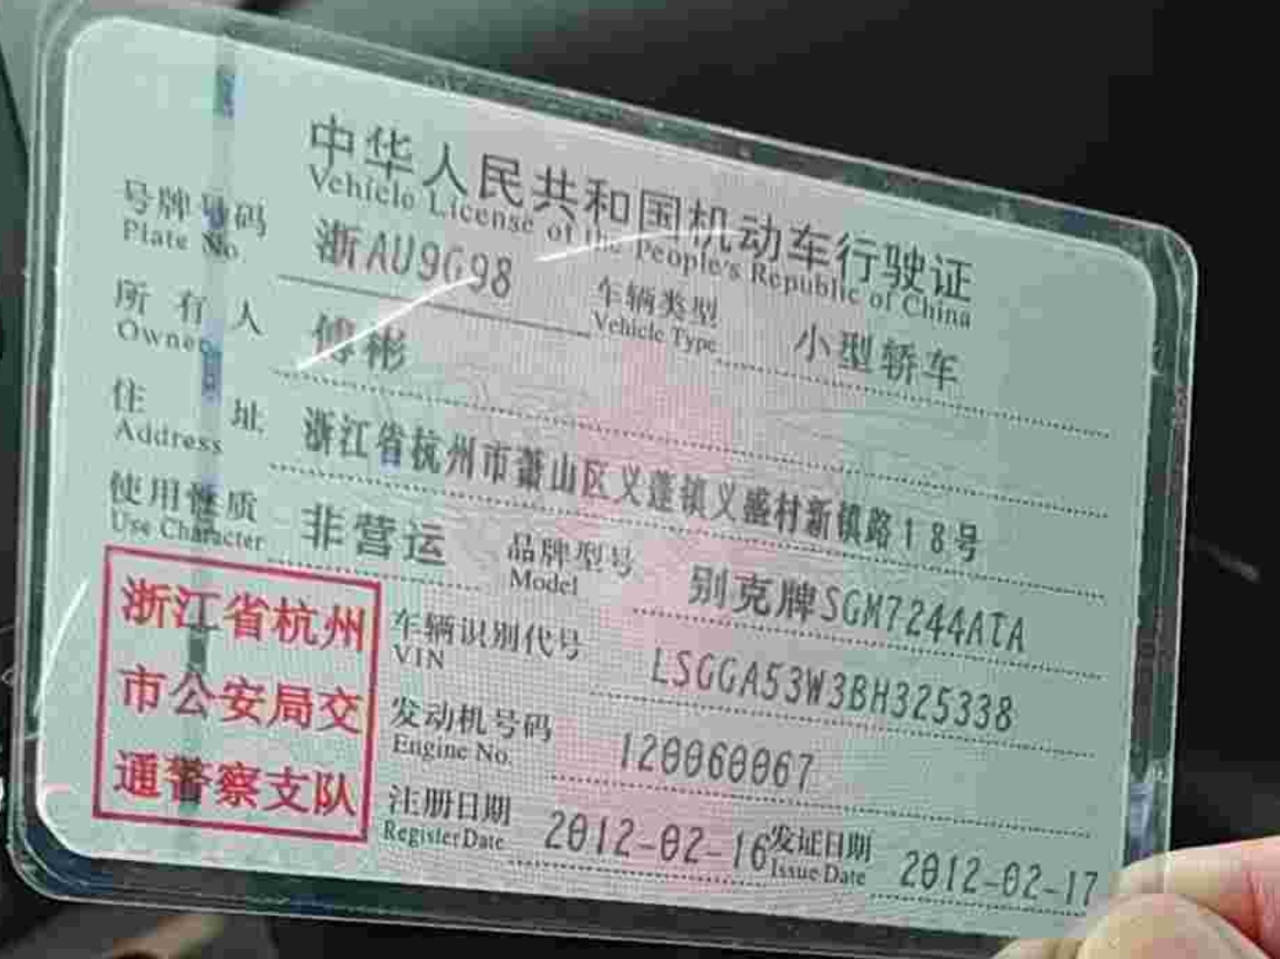 中华人民共和国机动车行驶证
Vehicle License of the People's Republic of China
号牌号码 浙AU9G98 车辆类型 小型轿车
Plate No. Vehicle Type
所有人 傅彬
Owner
住址 浙江省杭州市萧山区义蓬镇义盛村新镇路18号
Address
使用性质 非营运 品牌型号 别克牌SGM7244ATA
Use Character Model
浙江省杭州
市公安局交
通警察支队
车辆识别代号 LSGGA53W3BH325338
VIN
发动机号码 120060067
Engine No.
注册日期 2012-02-16 发证日期 2012-02-17
Register Date Issue Date